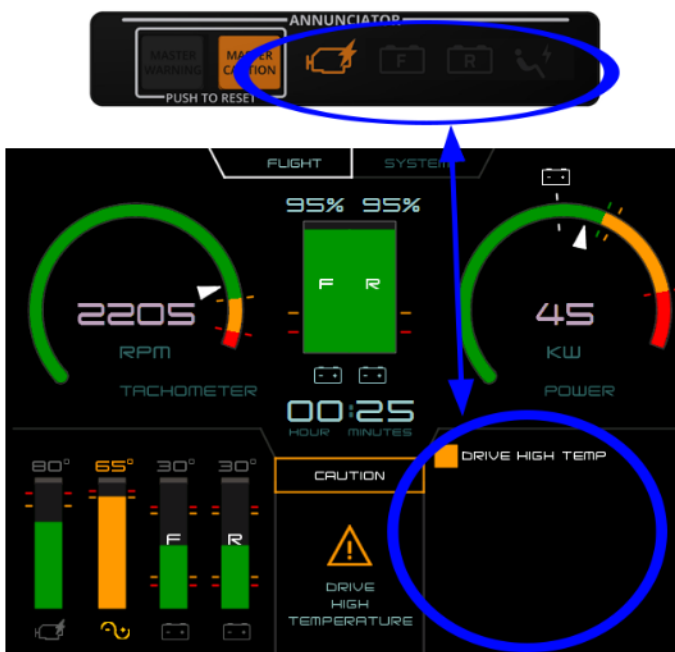 ANNUNCIATOR
MASTER WARNING
MASTER CAUTION
PUSH TO RESET
F
R
FLIGHT
SYSTEM
95% 95%
F R
2205
RPM
TACHOMETER
45
KW
POWER
00:25
HOUR MINUTES
80° 65° 30° 30°
F R
CAUTION
DRIVE
HIGH
TEMPERATURE
DRIVE HIGH TEMP